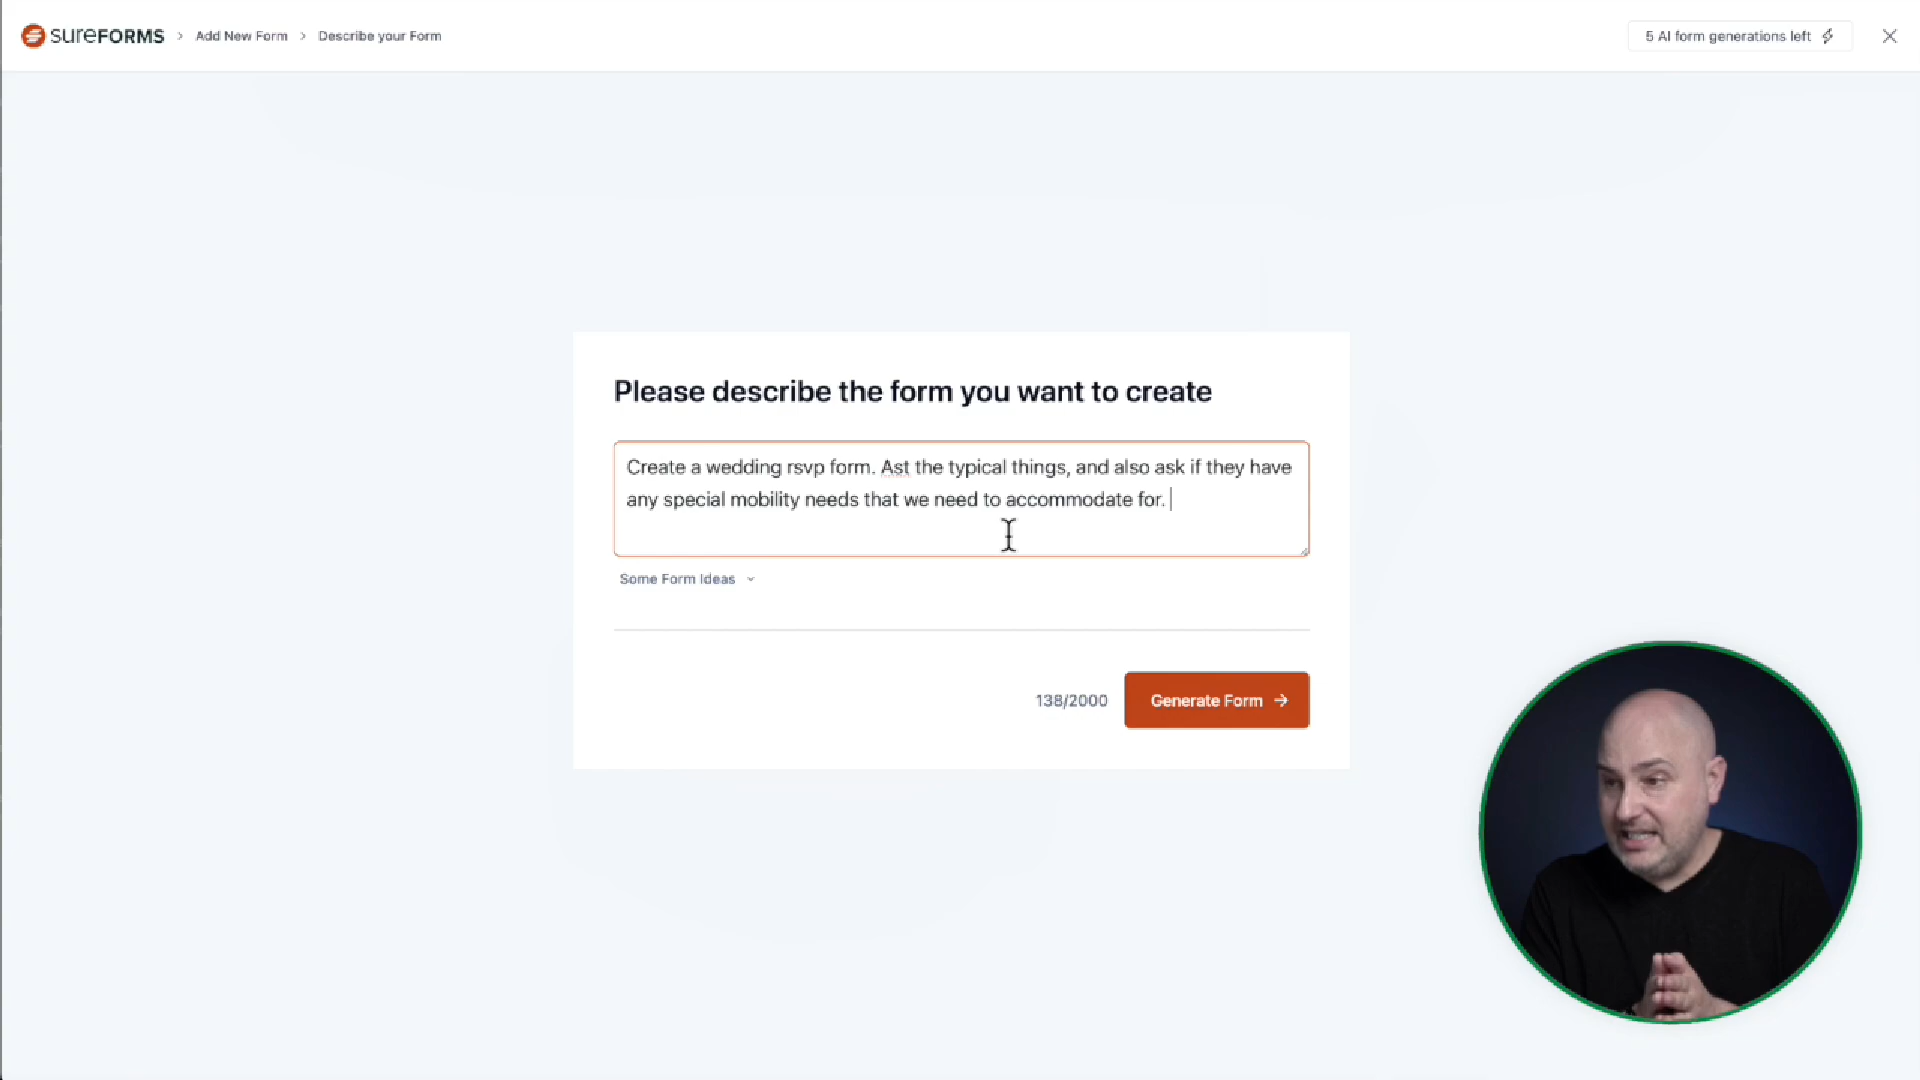 sureFORMS > Add New Form > Describe your Form
5 AI form generations left
Please describe the form you want to create
Create a wedding rsvp form. Ast the typical things, and also ask if they have
any special mobility needs that we need to accommodate for.
Some Form Ideas
138/2000
Generate Form →